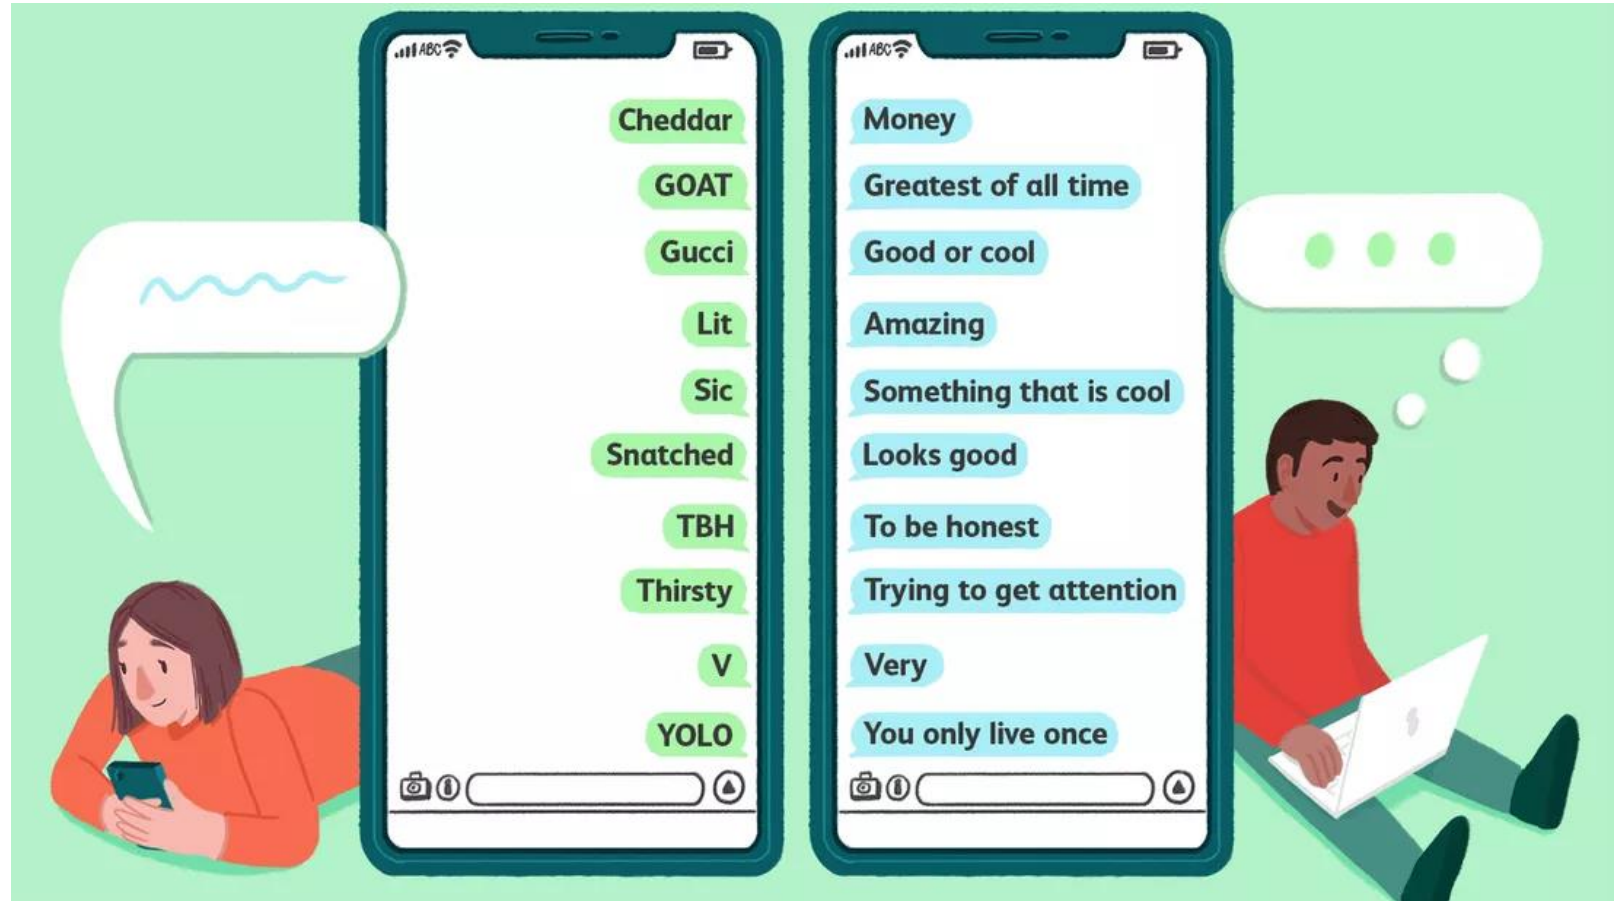 ABC
Cheddar
GOAT
Gucci
Lit
Sic
Snatched
TBH
Thirsty
V
YOLO
ABC
Money
Greatest of all time
Good or cool
Amazing
Something that is cool
Looks good
To be honest
Trying to get attention
Very
You only live once